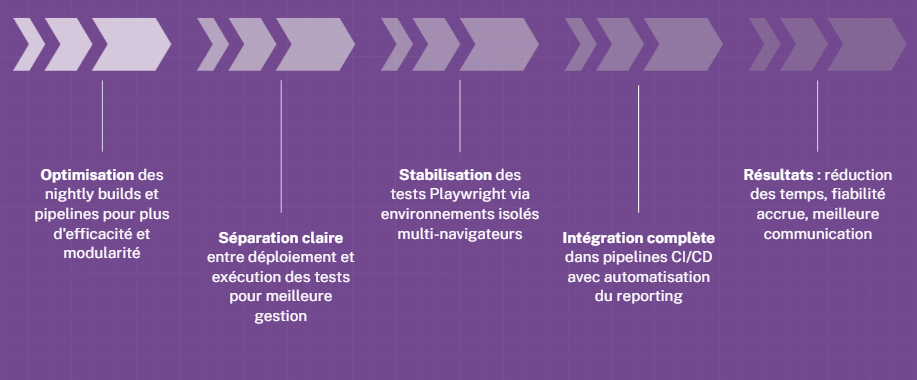 Optimisation des
nightly builds et
pipelines pour plus
d'efficacité et
modularité
Séparation claire
entre déploiement et
exécution des tests
pour meilleure
gestion
Stabilisation des
tests Playwright via
environnements isolés
multi-navigateurs
Intégration complète
dans pipelines CI/CD
avec automatisation
du reporting
Résultats : réduction
des temps, fiabilité
accrue, meilleure
communication